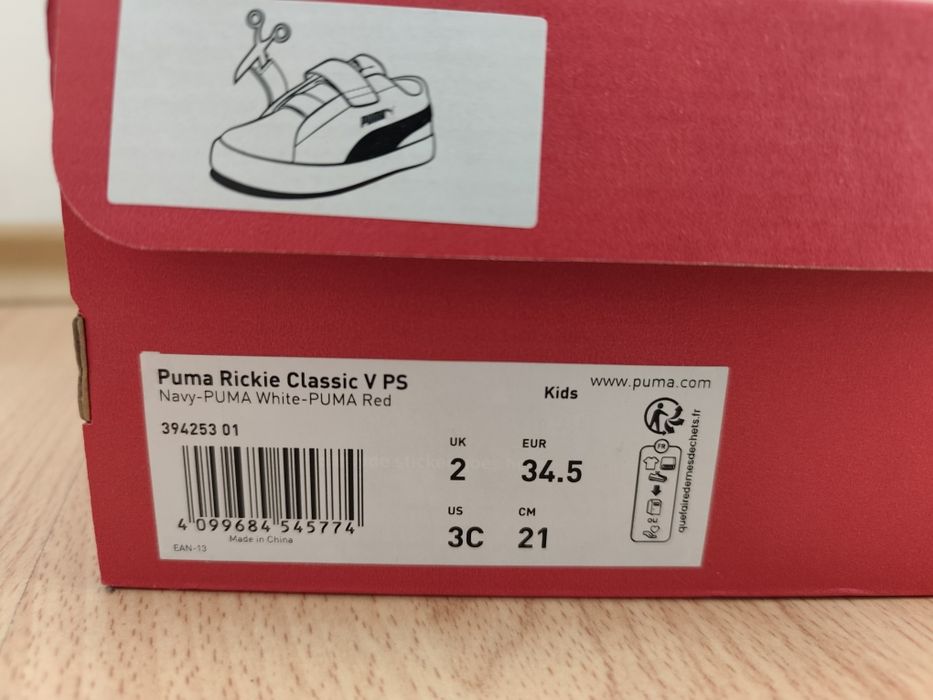 PUMA
Puma Rickie Classic V PS
Navy-PUMA White-PUMA Red
Kids
www.puma.com
394253 01
UK
2
EUR
34.5
US
3C
CM
21
4 099684 545774
Made in China
EAN-13
FR
quefairedemesdechets.fr